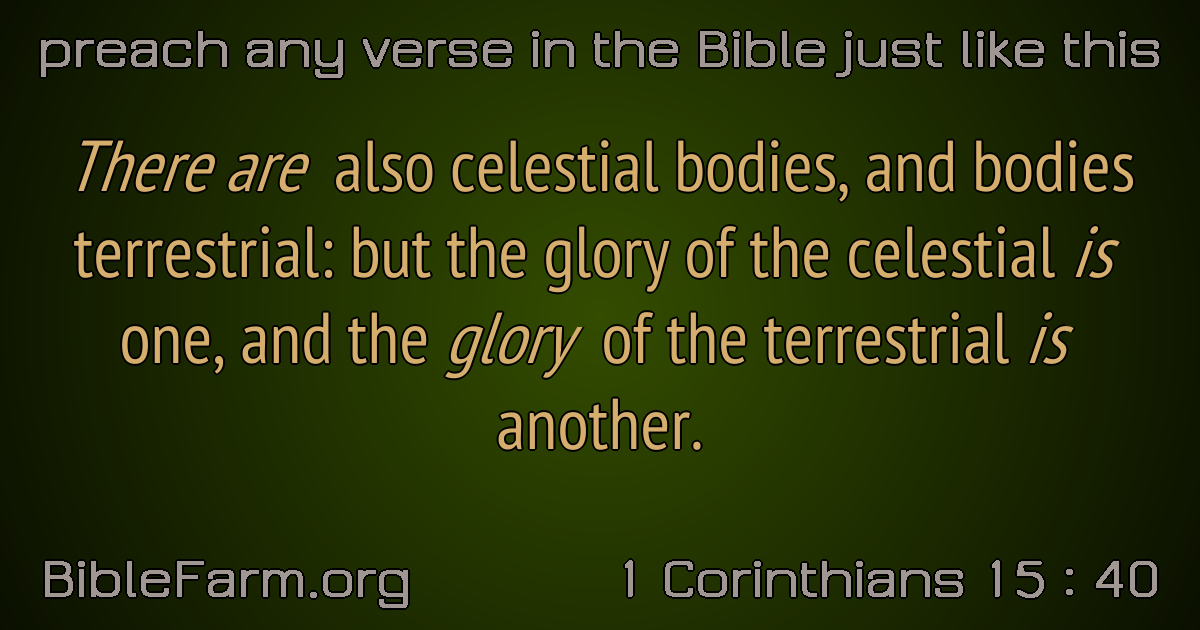 preach any verse in the Bible just like this
There are also celestial bodies, and bodies
terrestrial: but the glory of the celestial is
one, and the glory of the terrestrial is
another.
BibleFarm.org
1 Corinthians 15 : 40